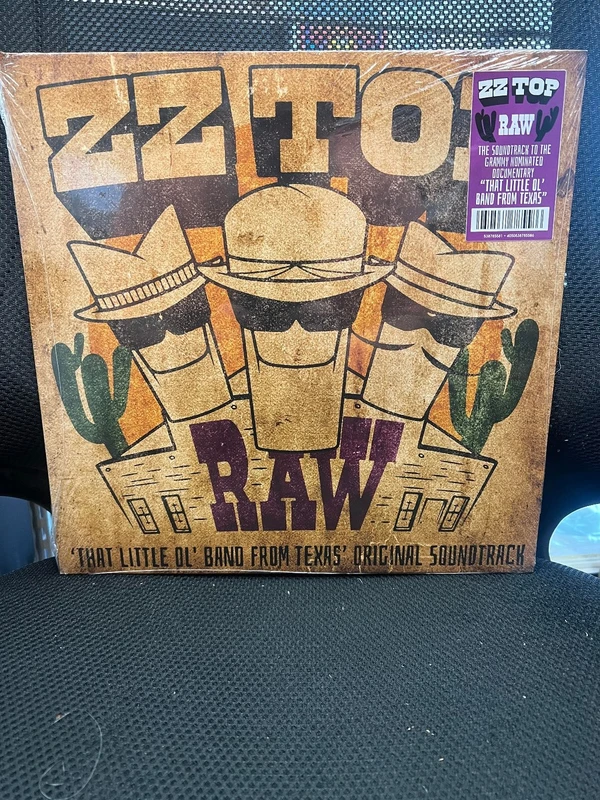 ZZ TOP
RAW
'THAT LITTLE OL' BAND FROM TEXAS' ORIGINAL SOUNDTRACK
ZZ TOP
RAW
THE SOUNDTRACK TO THE
GRAMMY NOMINATED
DOCUMENTARY
"THAT LITTLE OL'
BAND FROM TEXAS"